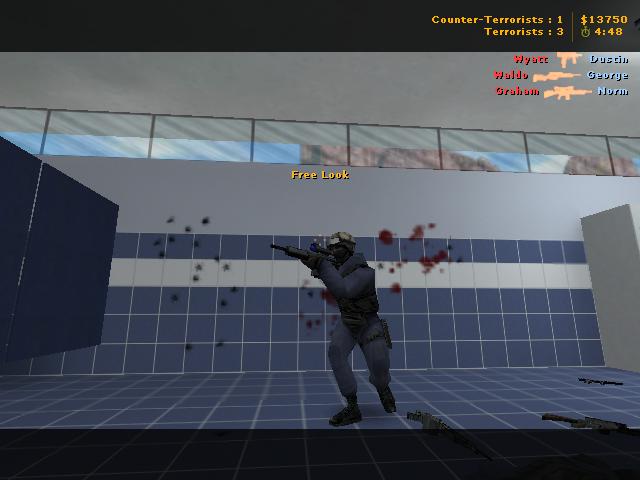 Counter-Terrorists : 1 $13750
Terrorists : 3 4:48
Wyatt Dustin
Waldo George
Graham Norm
Free Look